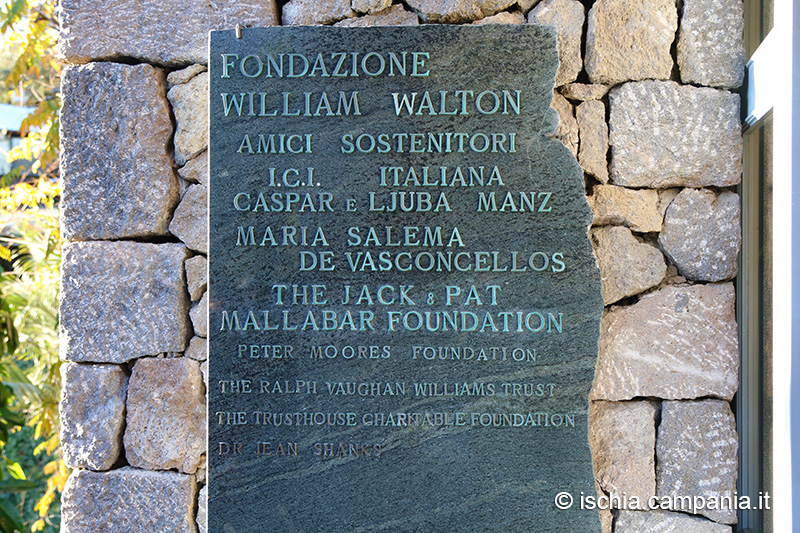 FONDAZIONE
WILLIAM WALTON
AMICI SOSTENITORI
I.C.I. ITALIANA
CASPAR E LJUBA MANZ
MARIA SALEMA
DE VASCONCELLOS
THE JACK & PAT
MALLABAR FOUNDATION
PETER MOORES FOUNDATION
THE RALPH VAUGHAN WILLIAMS TRUST
THE TRUSTHOUSE CHARITABLE FOUNDATION
DR JEAN SHANKS
© ischia.campania.it